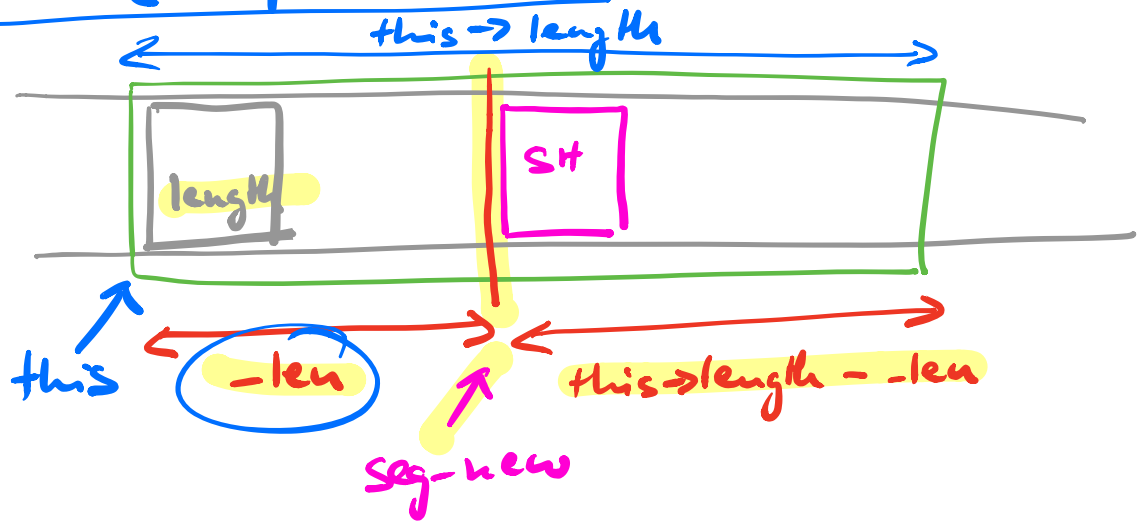 this → length
length
SH
this
_len
this→length - _len
seg-new